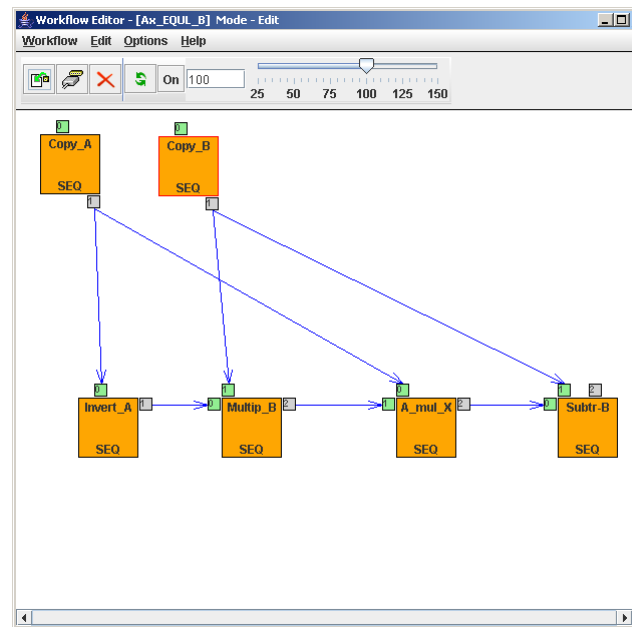 Workflow Editor - [Ax_EQUL_B] Mode - Edit
Workflow Edit Options Help
On 100
25 50 75 100 125 150
0 0
Copy_A Copy_B
SEQ SEQ
1 1
0 1 0 1 2
Invert_A 1 0 Multip_B 2 1 A_mul_X 2 0 Subtr-B
SEQ SEQ SEQ SEQ